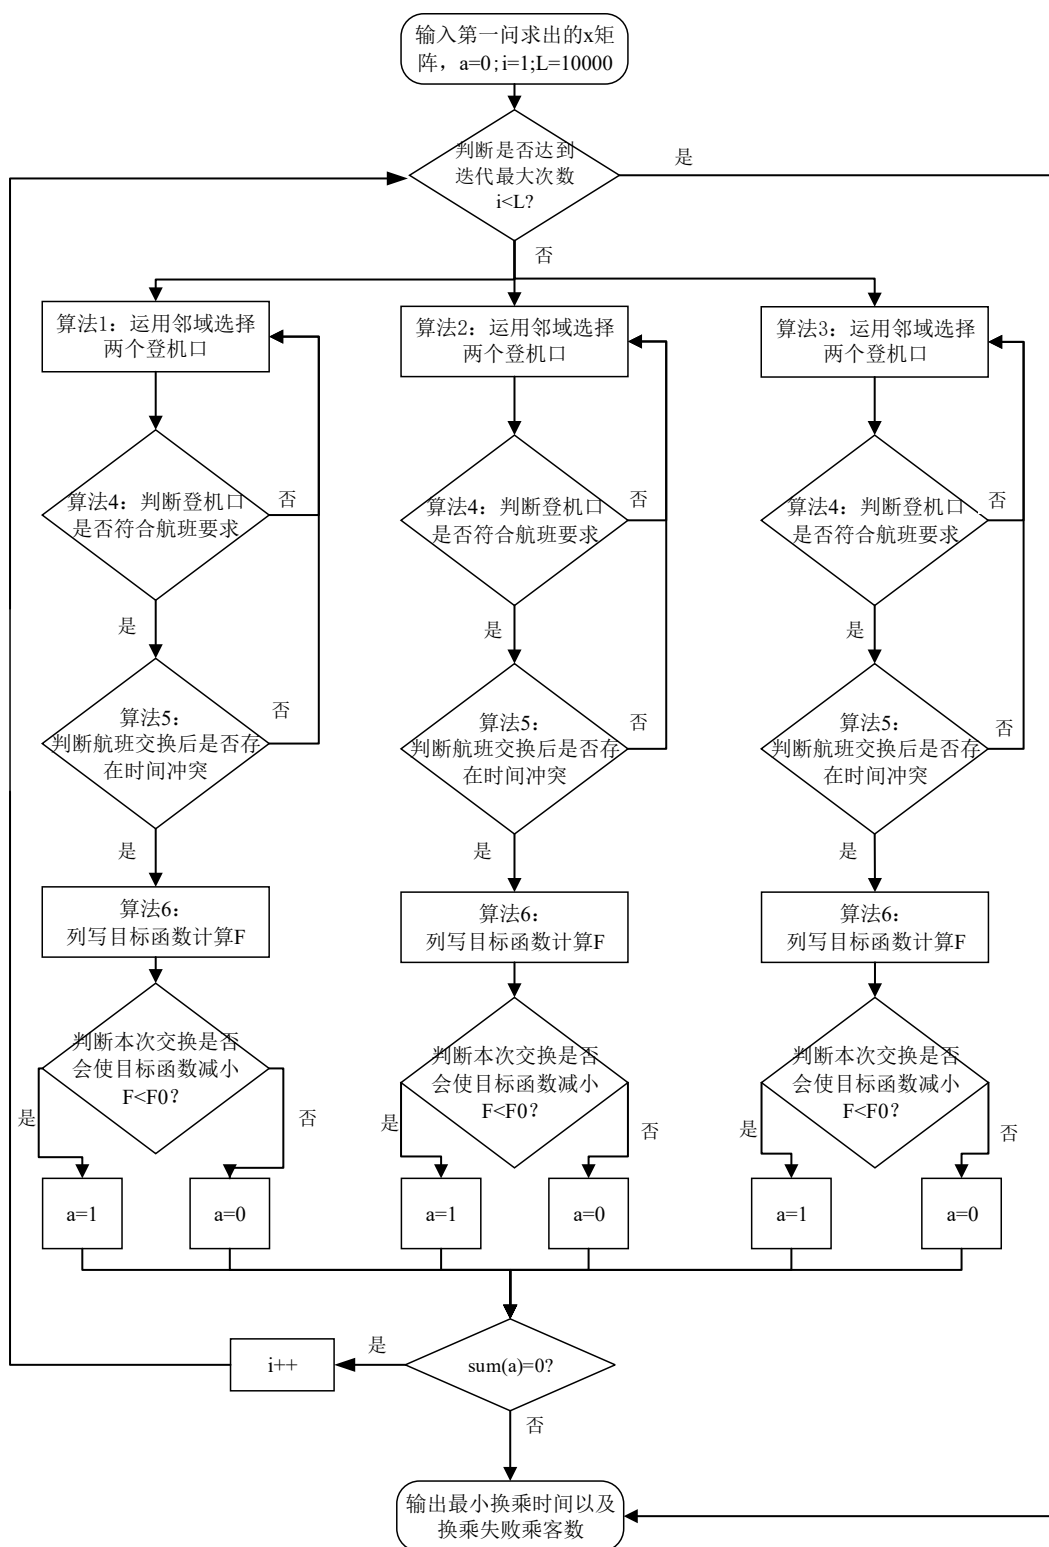 输入第一问求出的x矩
阵，a=0;i=1;L=10000
判断是否达到
迭代最大次数
i<L?
是
否
算法1：运用邻域选择
两个登机口
算法2：运用邻域选择
两个登机口
算法3：运用邻域选择
两个登机口
算法4：判断登机口
是否符合航班要求
否
算法4：判断登机口
是否符合航班要求
否
算法4：判断登机口
是否符合航班要求
否
是
是
是
算法5：
判断航班交换后是否存
在时间冲突
否
算法5：
判断航班交换后是否存
在时间冲突
否
算法5：
判断航班交换后是否存
在时间冲突
否
是
是
是
算法6：
列写目标函数计算F
算法6：
列写目标函数计算F
算法6：
列写目标函数计算F
判断本次交换是否
会使目标函数减小
F<F0？
是
否
判断本次交换是否
会使目标函数减小
F<F0？
是
否
判断本次交换是否
会使目标函数减小
F<F0？
是
否
a=1
a=0
a=1
a=0
a=1
a=0
i++
是
sum(a)=0?
否
输出最小换乘时间以及
换乘失败乘客数